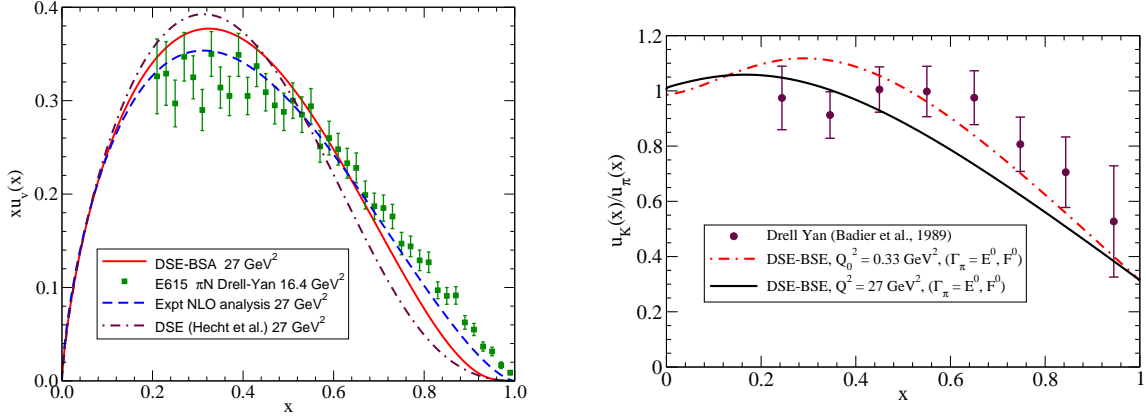 0.4
0.3
0.2
0.1
0.0
0.0 0.2 0.4 0.6 0.8 1.0
x
xu_v(x)
DSE-BSA 27 GeV²
E615 πN Drell-Yan 16.4 GeV²
Expt NLO analysis 27 GeV²
DSE (Hecht et al.) 27 GeV²
1.2
1
0.8
0.6
0.4
0.2
0
0 0.2 0.4 0.6 0.8 1
x
u_K(x)/u_π(x)
Drell Yan (Badier et al., 1989)
DSE-BSE, Q₀² = 0.33 GeV², (Γ_π = E⁰, F⁰)
DSE-BSE, Q² = 27 GeV², (Γ_π = E⁰, F⁰)